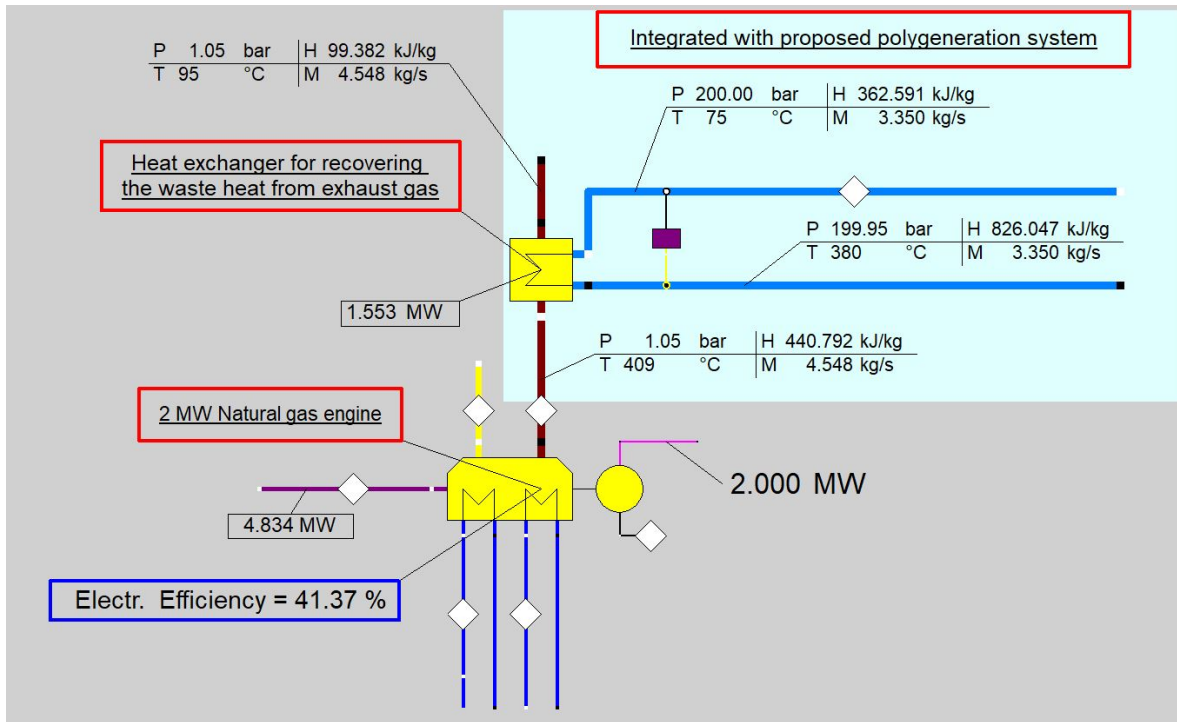 Integrated with proposed polygeneration system
P 1.05 bar H 99.382 kJ/kg
T 95 °C M 4.548 kg/s
P 200.00 bar H 362.591 kJ/kg
T 75 °C M 3.350 kg/s
Heat exchanger for recovering
the waste heat from exhaust gas
P 199.95 bar H 826.047 kJ/kg
T 380 °C M 3.350 kg/s
1.553 MW
P 1.05 bar H 440.792 kJ/kg
T 409 °C M 4.548 kg/s
2 MW Natural gas engine
2.000 MW
4.834 MW
Electr. Efficiency = 41.37 %